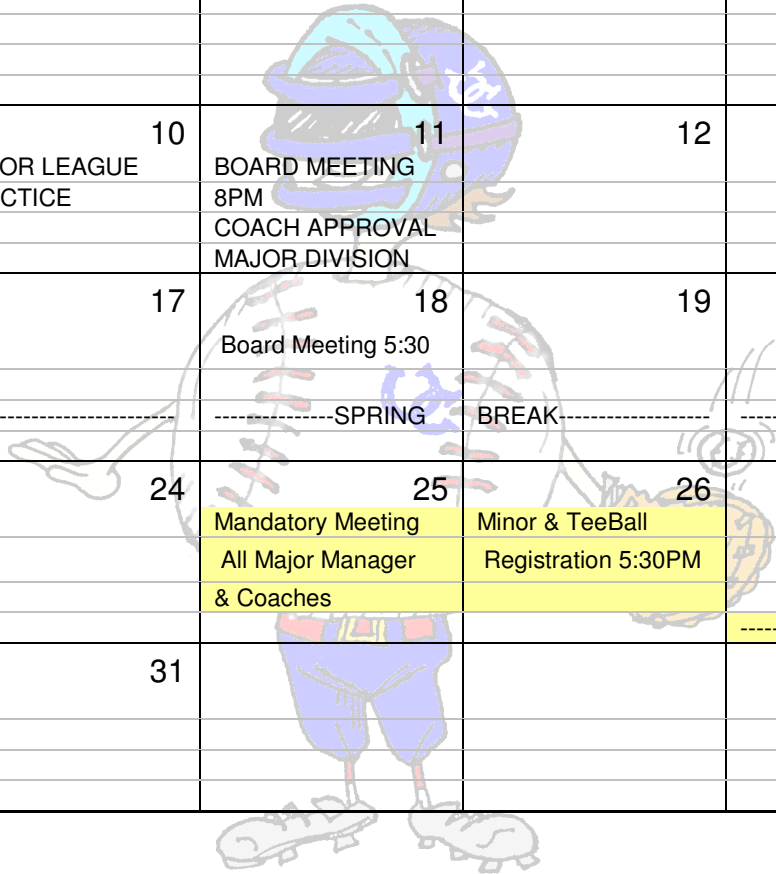 10
OR LEAGUE
CTICE
11
BOARD MEETING
8PM
COACH APPROVAL
MAJOR DIVISION
12
17
--------------------
18
Board Meeting 5:30
--------------SPRING
19
BREAK------------------
----
24
25
Mandatory Meeting
All Major Manager
& Coaches
26
Minor & TeeBall
Registration 5:30PM
----
31